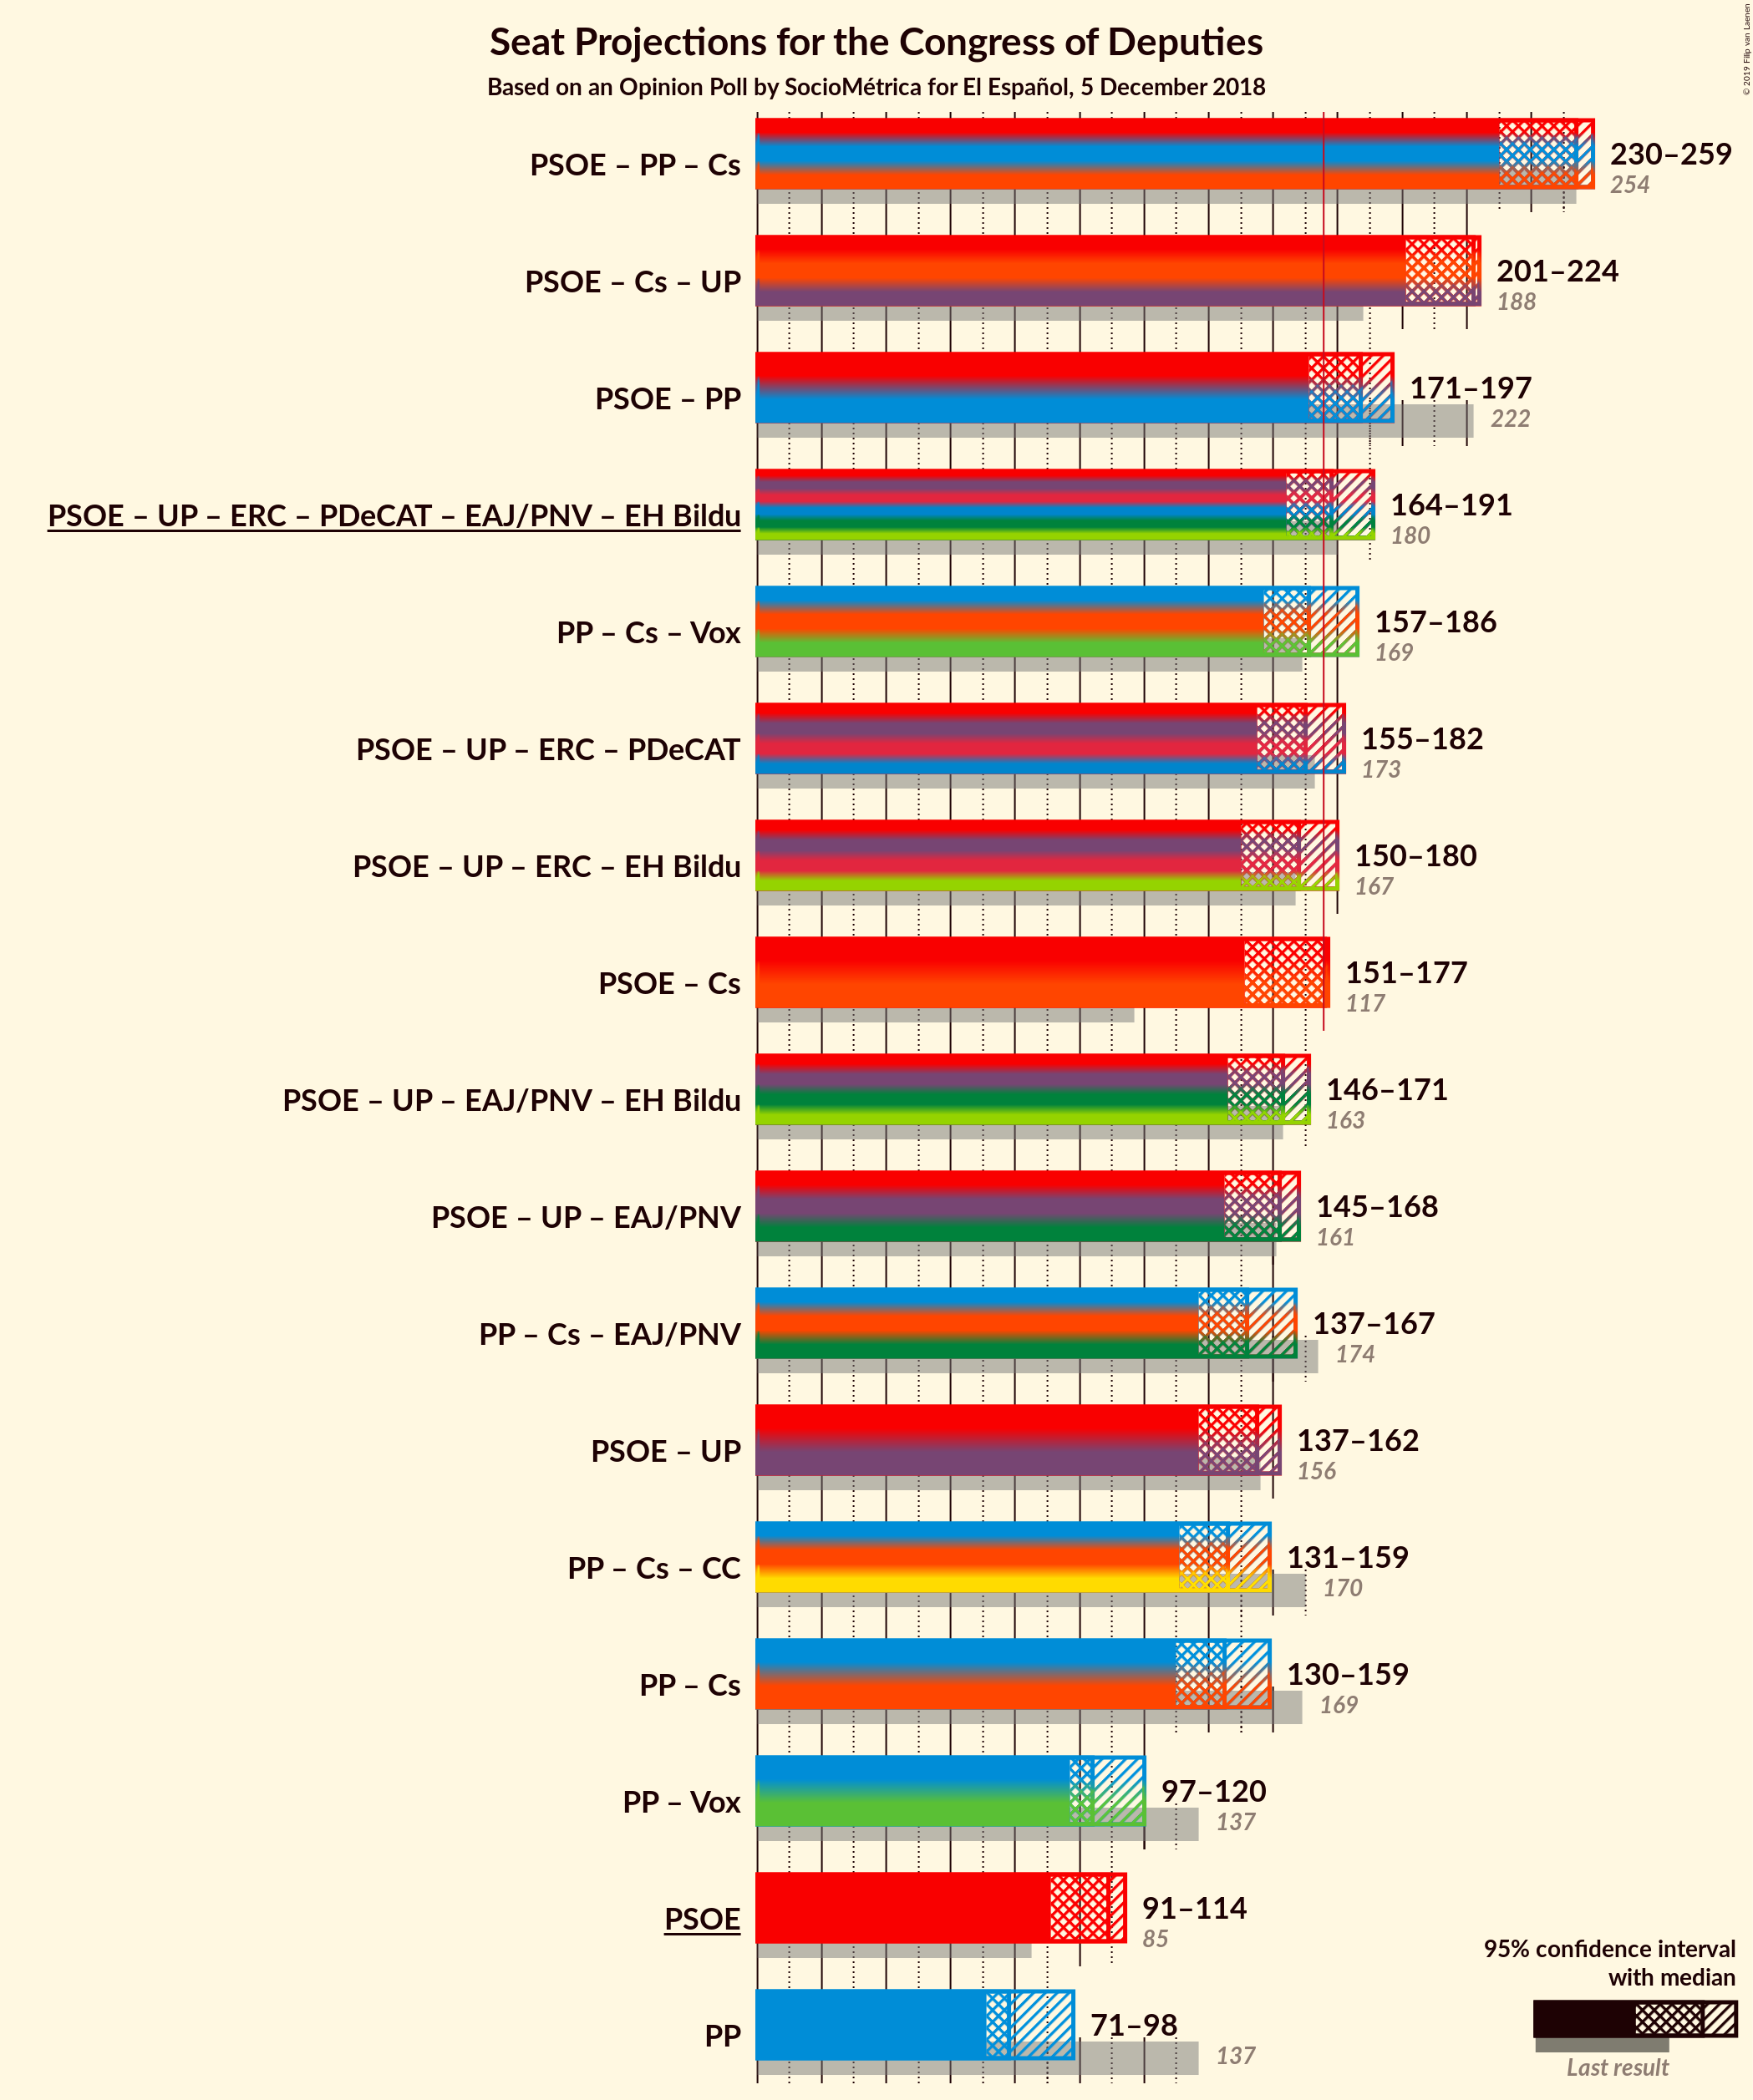 Seat Projections for the Congress of Deputies
Based on an Opinion Poll by SocioMétrica for El Español, 5 December 2018
© 2019 Filip van Laenen
PSOE – PP – Cs
230–259
254
PSOE – Cs – UP
201–224
188
PSOE – PP
171–197
222
PSOE – UP – ERC – PDeCAT – EAJ/PNV – EH Bildu
164–191
180
PP – Cs – Vox
157–186
169
PSOE – UP – ERC – PDeCAT
155–182
173
PSOE – UP – ERC – EH Bildu
150–180
167
PSOE – Cs
151–177
117
PSOE – UP – EAJ/PNV – EH Bildu
146–171
163
PSOE – UP – EAJ/PNV
145–168
161
PP – Cs – EAJ/PNV
137–167
174
PSOE – UP
137–162
156
PP – Cs – CC
131–159
170
PP – Cs
130–159
169
PP – Vox
97–120
137
PSOE
91–114
85
PP
71–98
137
95% confidence interval
with median
Last result